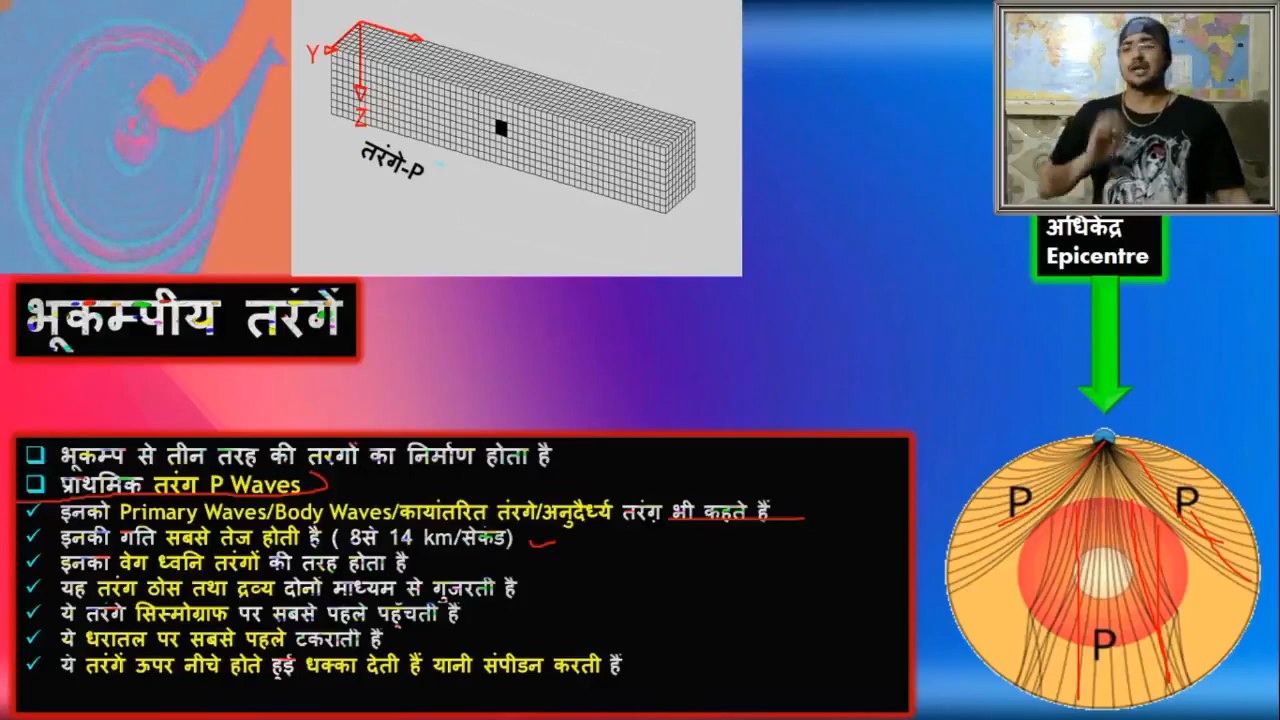 Y
Z
तरंगे-P
अधिकेंद्र
Epicentre
भूकम्पीय तरंगें
भूकम्प से तीन तरह की तरगों का निर्माण होता है
प्राथमिक तरंग P Waves
इनको Primary Waves/Body Waves/कायांतरित तंरगे/अनुदैर्ध्य तरंग़ भी कहते हैं
इनकी गति सबसे तेज होती है ( 8से 14 km/सेकंड)
इनका वेग ध्वनि तरंगों की तरह होता है
यह तरंग ठोस तथा द्रव्य दोनों माध्यम से गुजरती है
ये तरंगे सिस्मोग्राफ पर सबसे पहले पहूॅंचती हैं
ये धरातल पर सबसे पहले टकराती हैं
ये तरंगें ऊपर नीचे होते हूई धक्का देती हैं यानी संपीडन करती हैं
P P
P